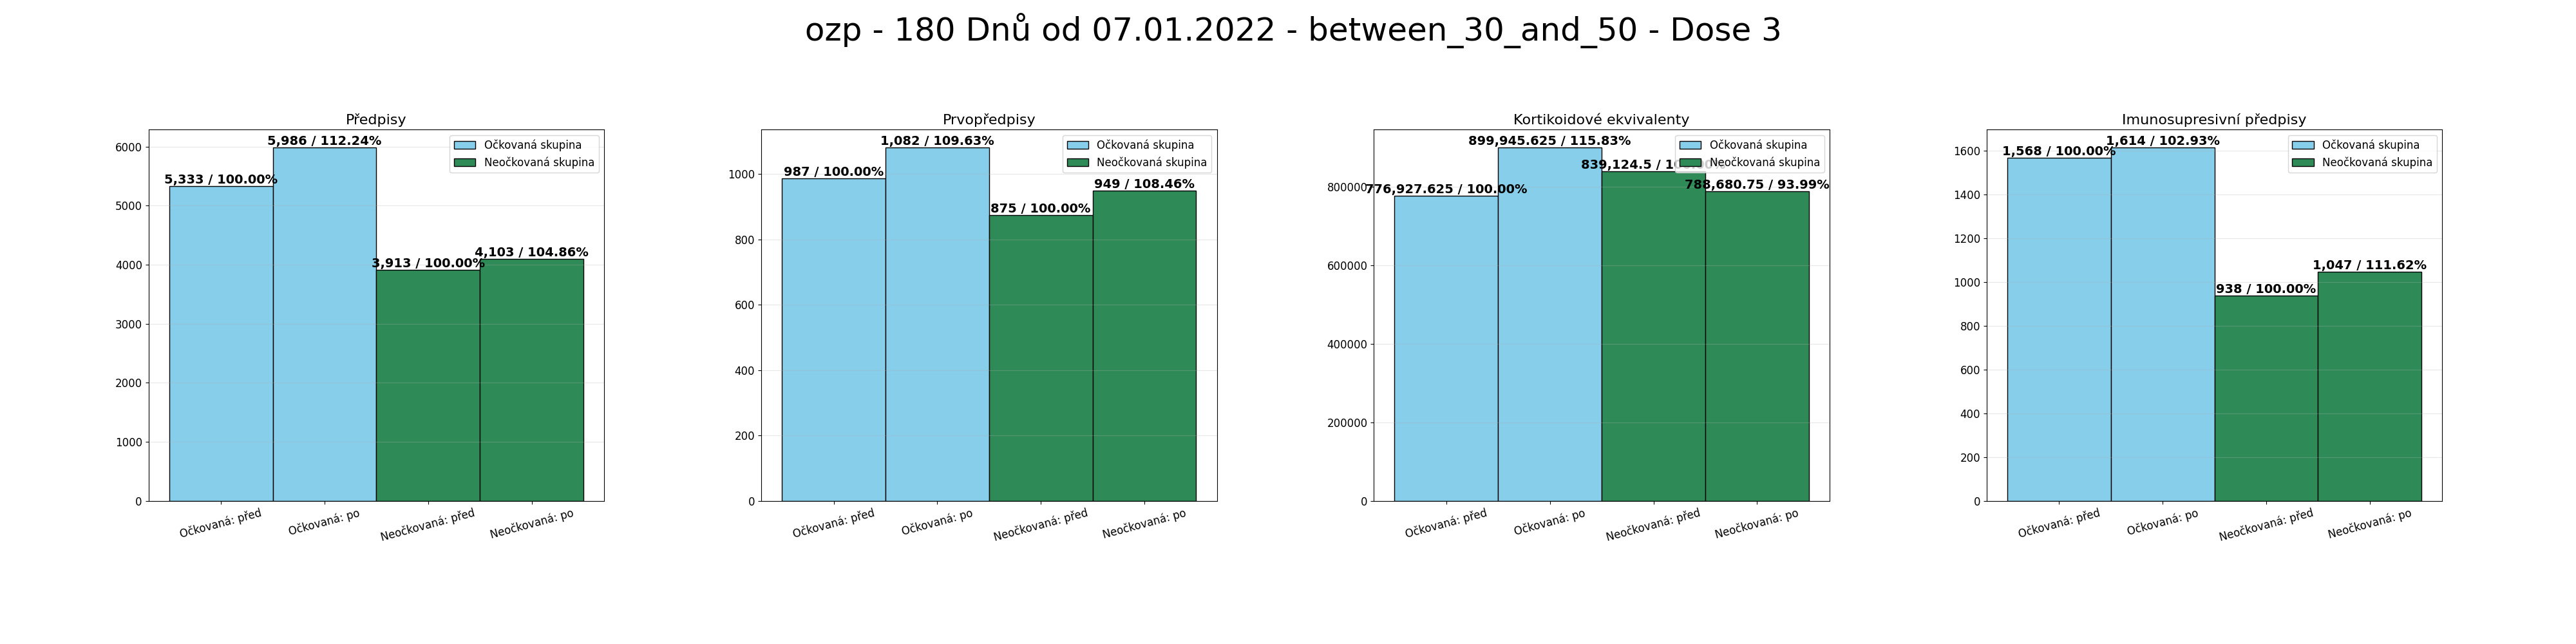 ozp - 180 Dnů od 07.01.2022 - between_30_and_50 - Dose 3
Předpisy
5,333 / 100.00%
5,986 / 112.24%
3,913 / 100.00%
4,103 / 104.86%
Očkovaná skupina
Neočkovaná skupina
6000
5000
4000
3000
2000
1000
0
Očkovaná: před
Očkovaná: po
Neočkovaná: před
Neočkovaná: po
Prvopředpisy
987 / 100.00%
1,082 / 109.63%
875 / 100.00%
949 / 108.46%
Očkovaná skupina
Neočkovaná skupina
1000
800
600
400
200
0
Očkovaná: před
Očkovaná: po
Neočkovaná: před
Neočkovaná: po
Kortikoidové ekvivalenty
776,927.625 / 100.00%
899,945.625 / 115.83%
839,124.5 /
788,680.75 / 93.99%
Očkovaná skupina
Neočkovaná skupina
800000
600000
400000
200000
0
Očkovaná: před
Očkovaná: po
Neočkovaná: před
Neočkovaná: po
Imunosupresivní předpisy
1,568 / 100.00%
1,614 / 102.93%
938 / 100.00%
1,047 / 111.62%
Očkovaná skupina
Neočkovaná skupina
1600
1400
1200
1000
800
600
400
200
0
Očkovaná: před
Očkovaná: po
Neočkovaná: před
Neočkovaná: po